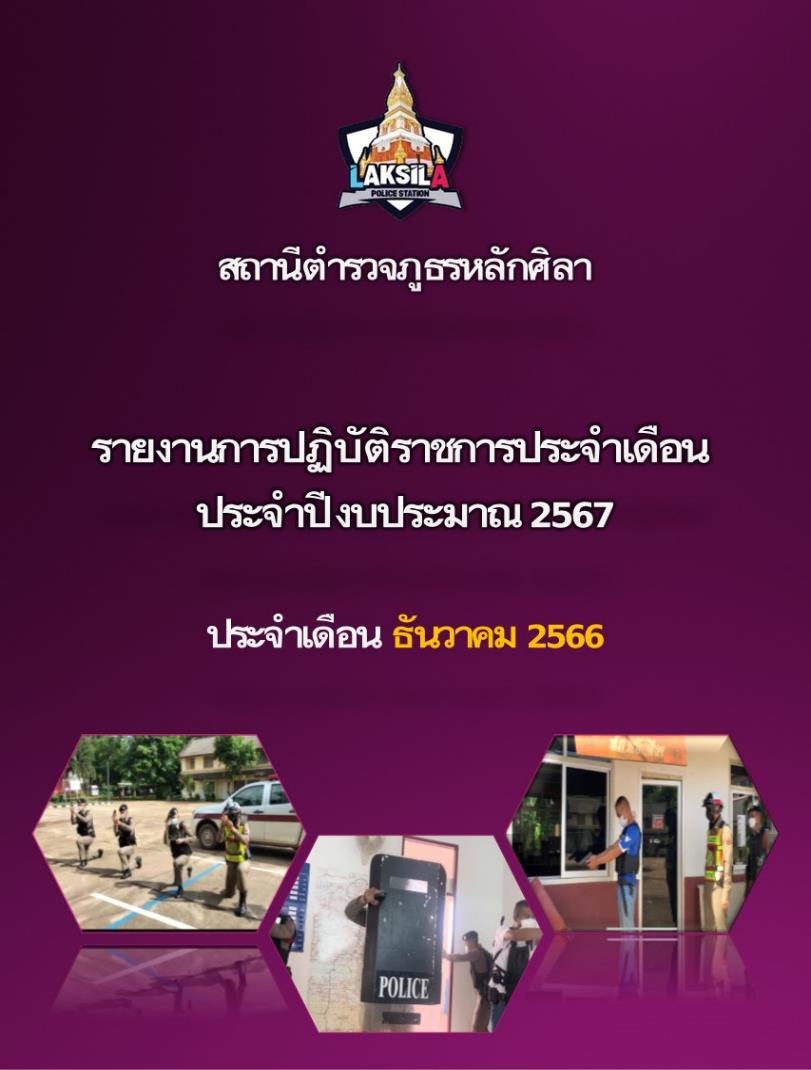 LAKSILA
POLICE STATION
สถานีตำรวจภูธรหลักศิลา
รายงานการปฏิบัติราชการประจำเดือน
ประจำปีงบประมาณ 2567
ประจำเดือน ธันวาคม 2566
POLICE